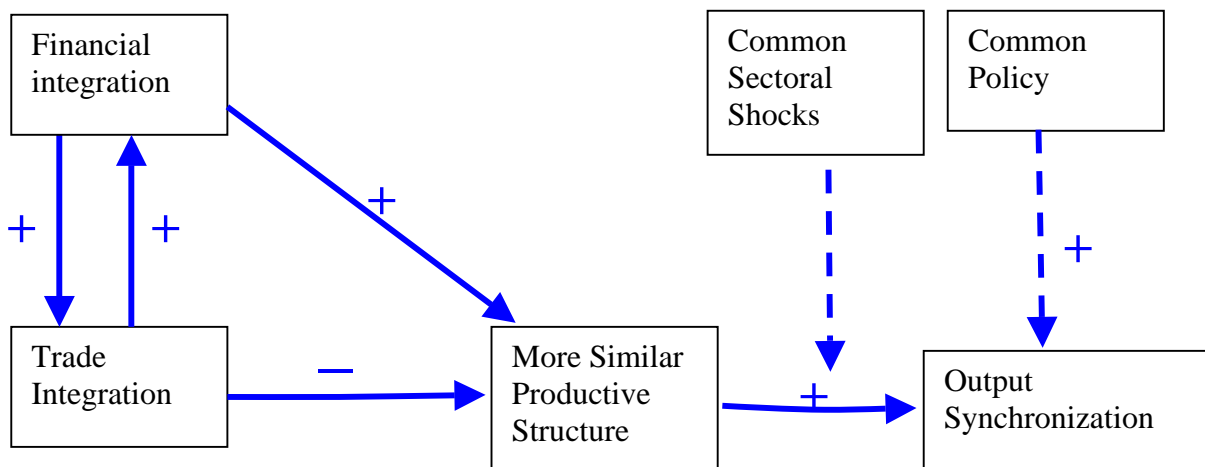 Financial
integration
Common
Sectoral
Shocks
Common
Policy
+
+
+
+
Trade
Integration
−
More Similar
Productive
Structure
+
Output
Synchronization